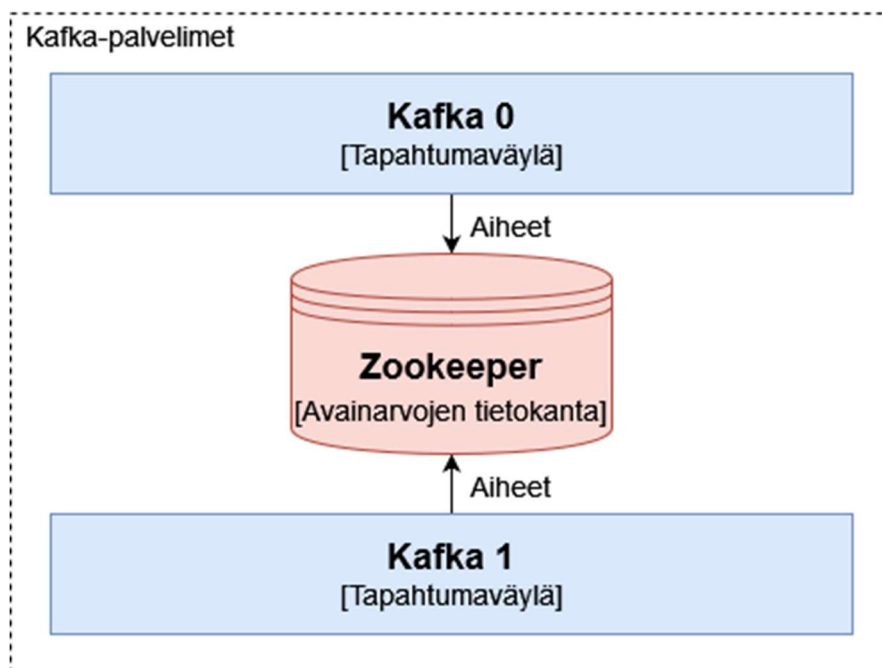 Kafka-palvelimet
Kafka 0
[Tapahtumaväylä]
Aiheet
Zookeeper
[Avainarvojen tietokanta]
Aiheet
Kafka 1
[Tapahtumaväylä]